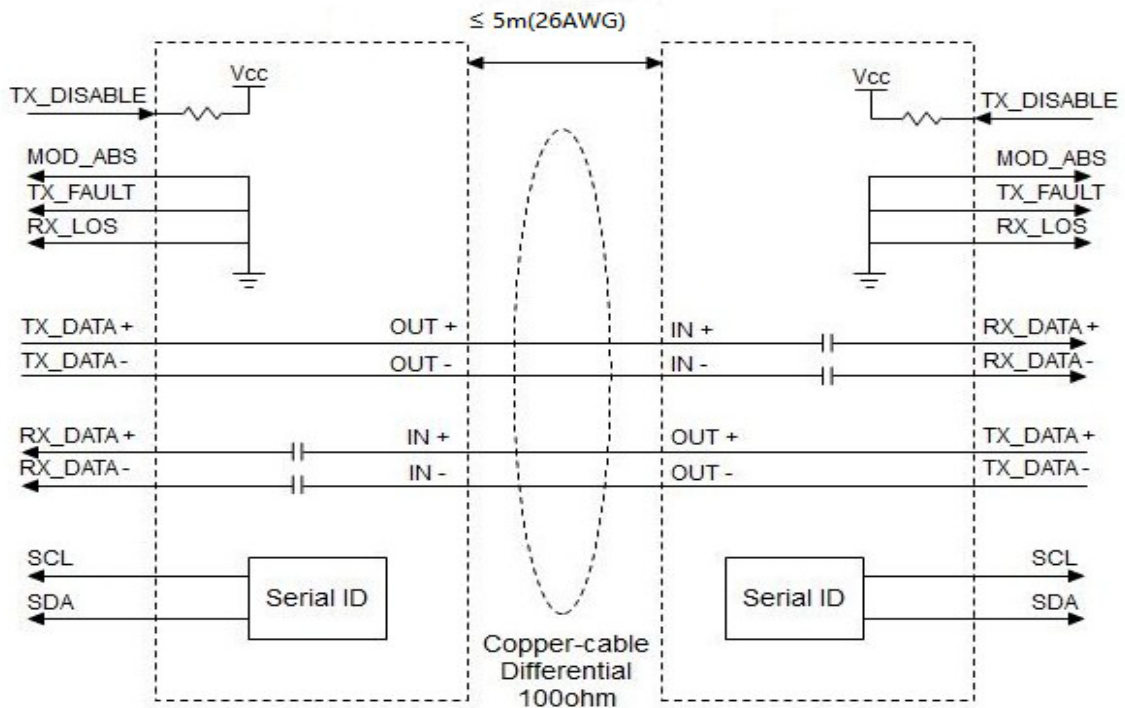 ≤ 5m(26AWG)
Vcc
Vcc
TX_DISABLE
TX_DISABLE
MOD_ABS
MOD_ABS
TX_FAULT
TX_FAULT
RX_LOS
RX_LOS
TX_DATA+
OUT +
IN +
RX_DATA+
TX_DATA-
OUT -
IN -
RX_DATA-
RX_DATA+
IN +
OUT +
TX_DATA+
RX_DATA-
IN -
OUT -
TX_DATA-
SCL
SCL
Serial ID
Serial ID
SDA
SDA
Copper-cable
Differential
100ohm